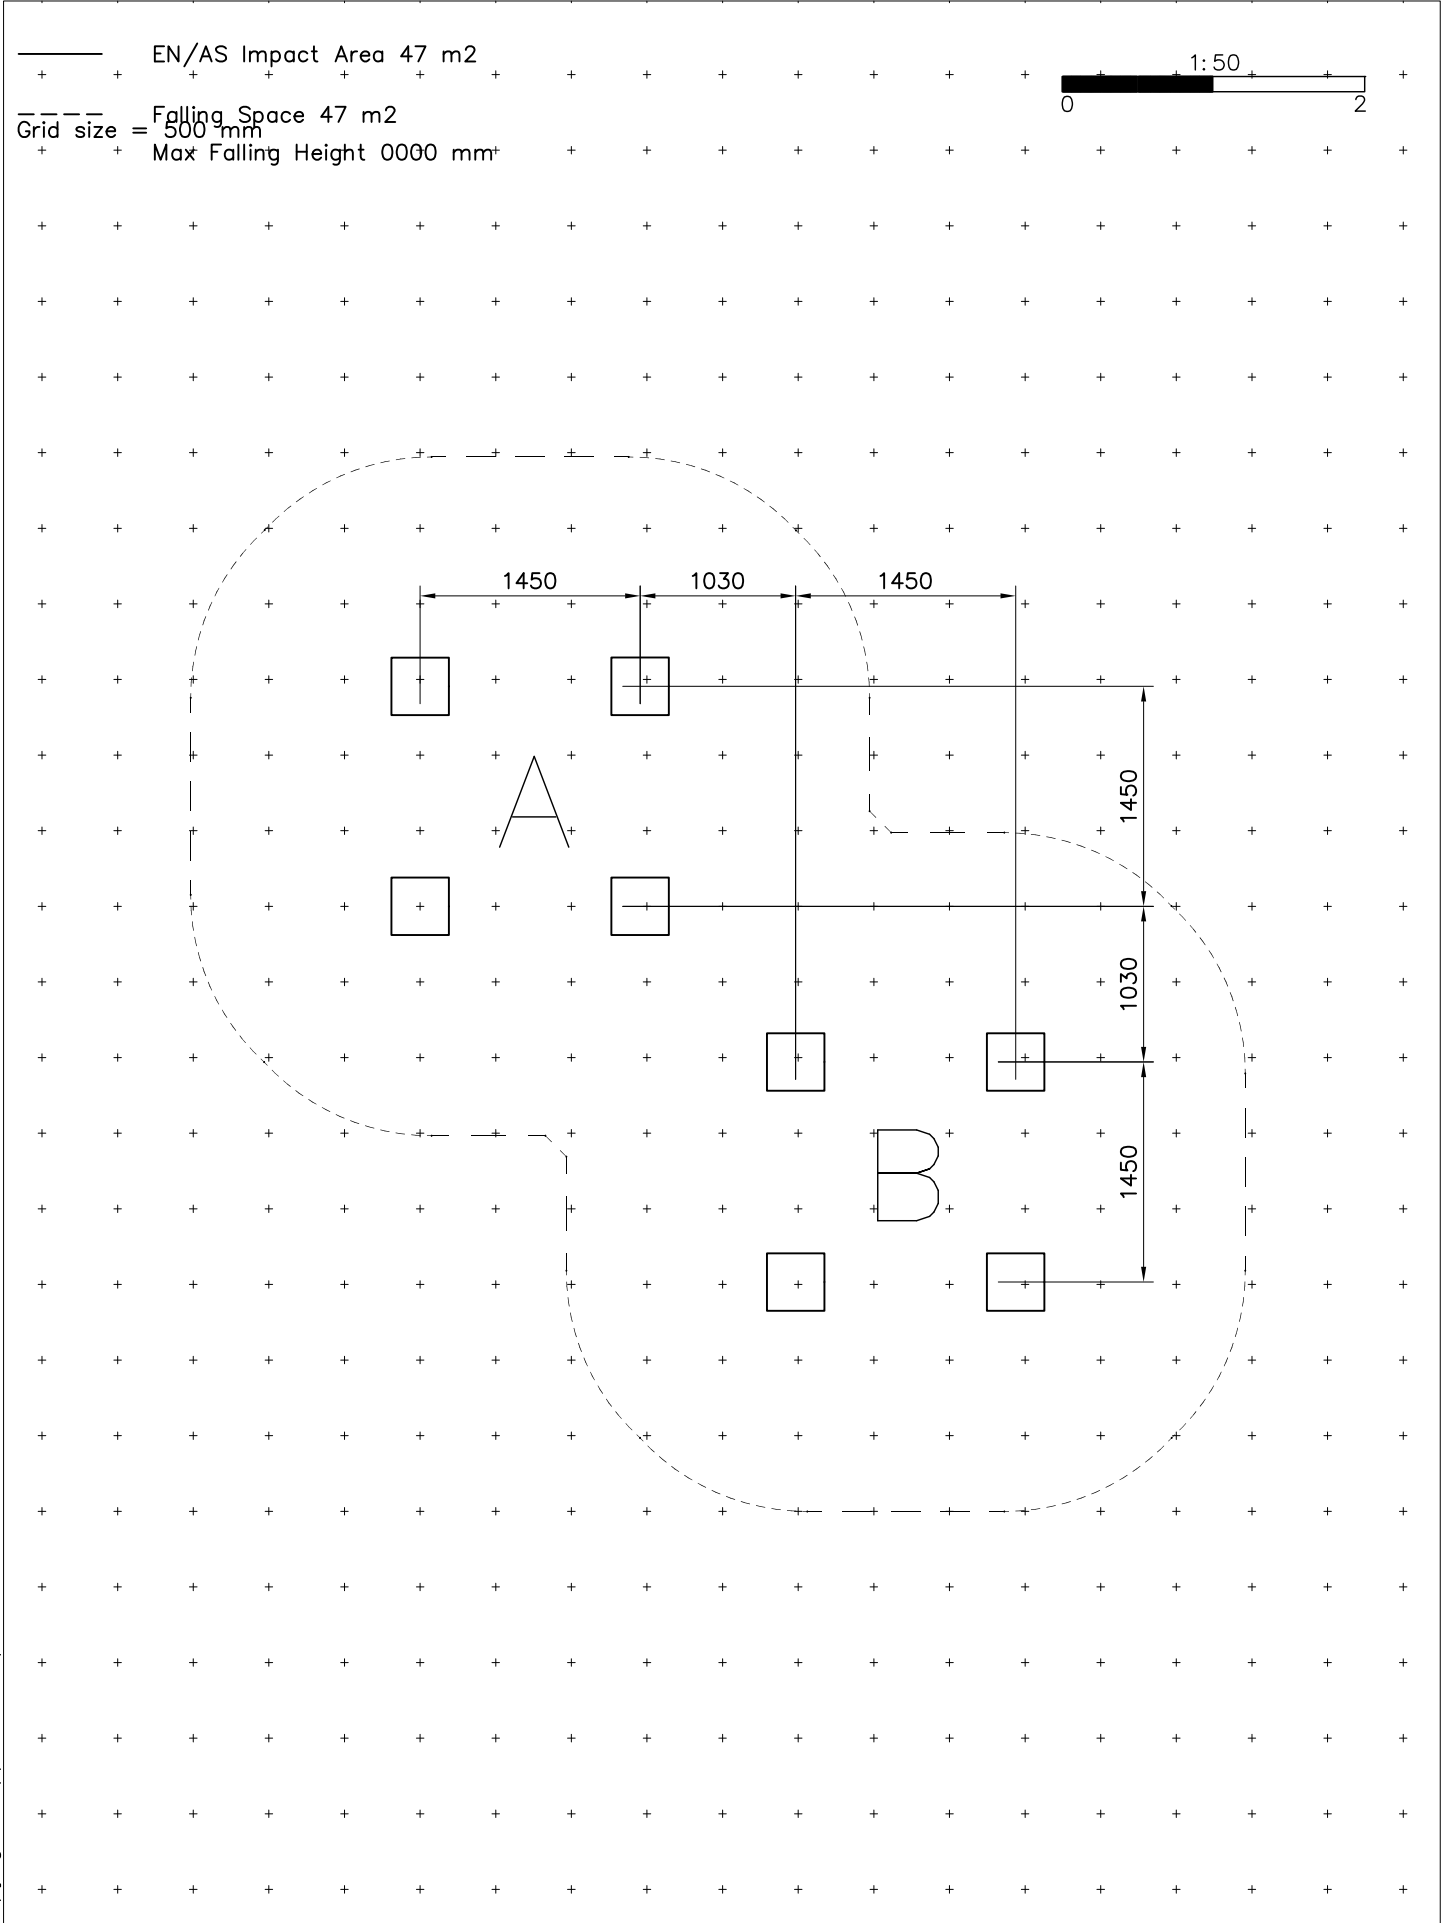 EN/AS Impact Area 47 m2
1:50
0 2
Falling Space 47 m2
Grid size = 500 mm
Max Falling Height 0000 mm
1450 1030 1450
A
1450
1030
B
1450